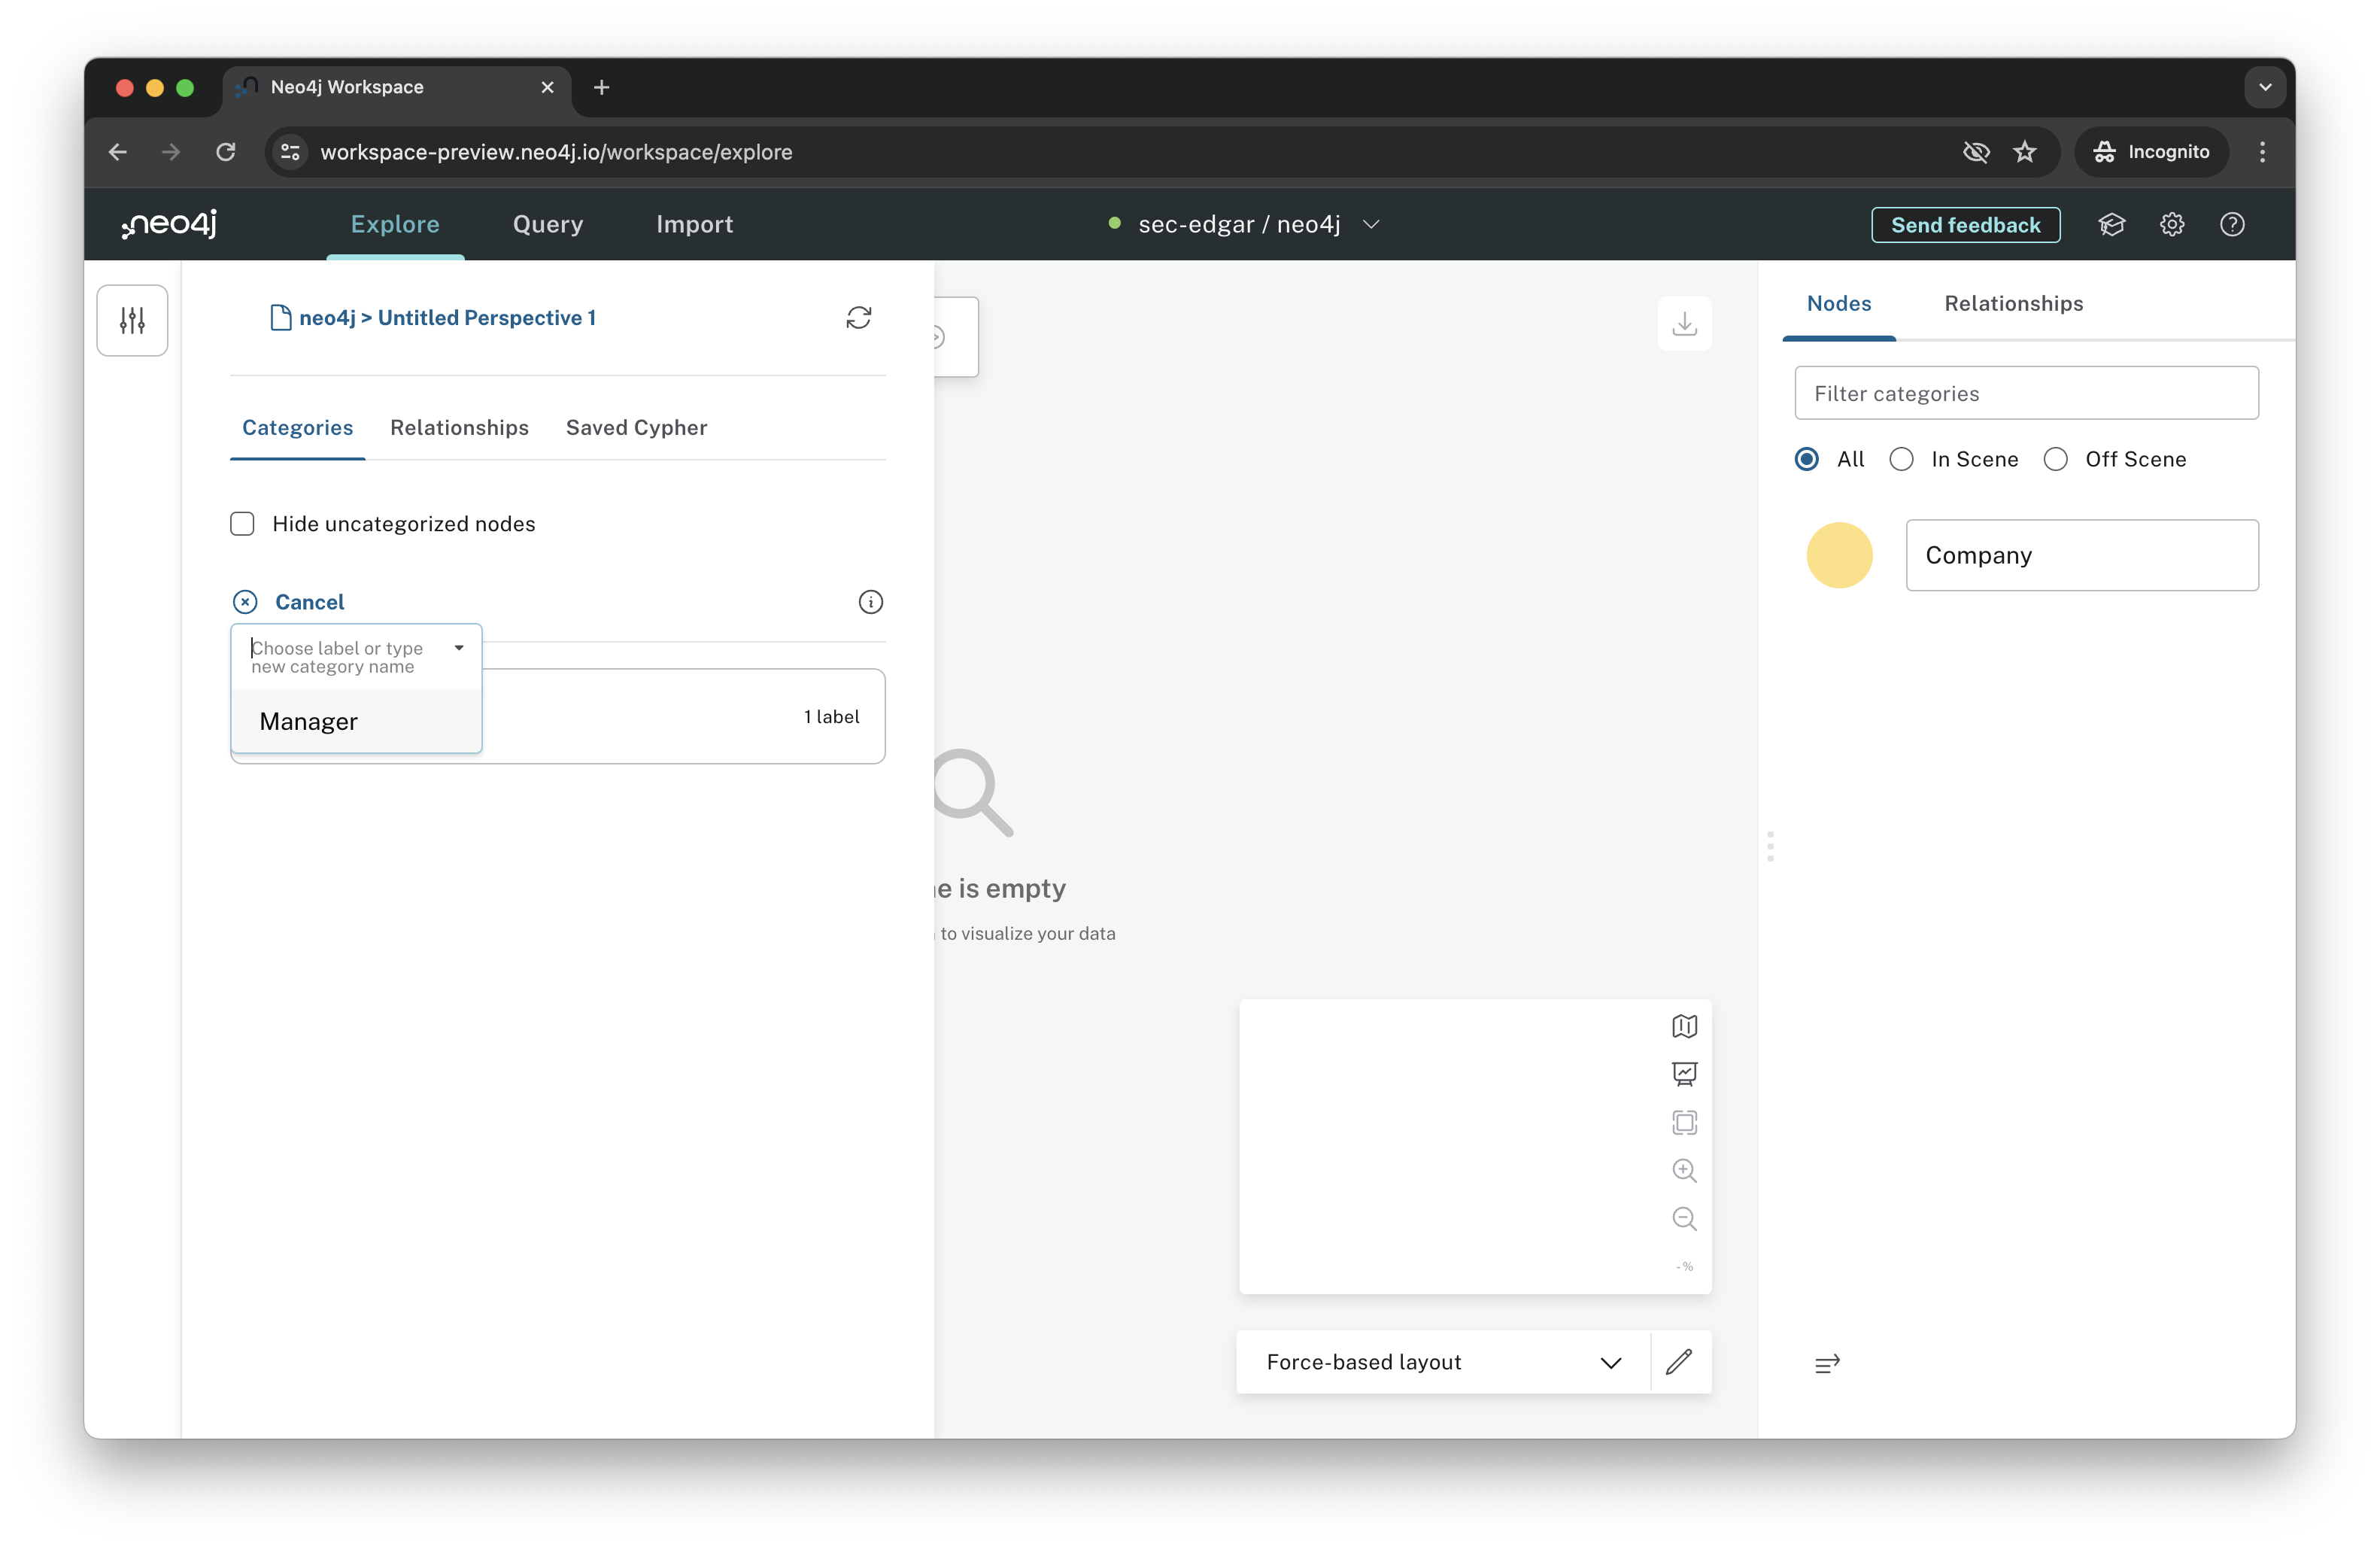 Neo4j Workspace
workspace-preview.neo4j.io/workspace/explore
Incognito
neo4j
Explore
Query
Import
sec-edgar / neo4j
Send feedback
neo4j > Untitled Perspective 1
Categories
Relationships
Saved Cypher
Hide uncategorized nodes
Cancel
Choose label or type
new category name
Manager
1 label
is empty
to visualize your data
- %
Force-based layout
Nodes
Relationships
Filter categories
All
In Scene
Off Scene
Company